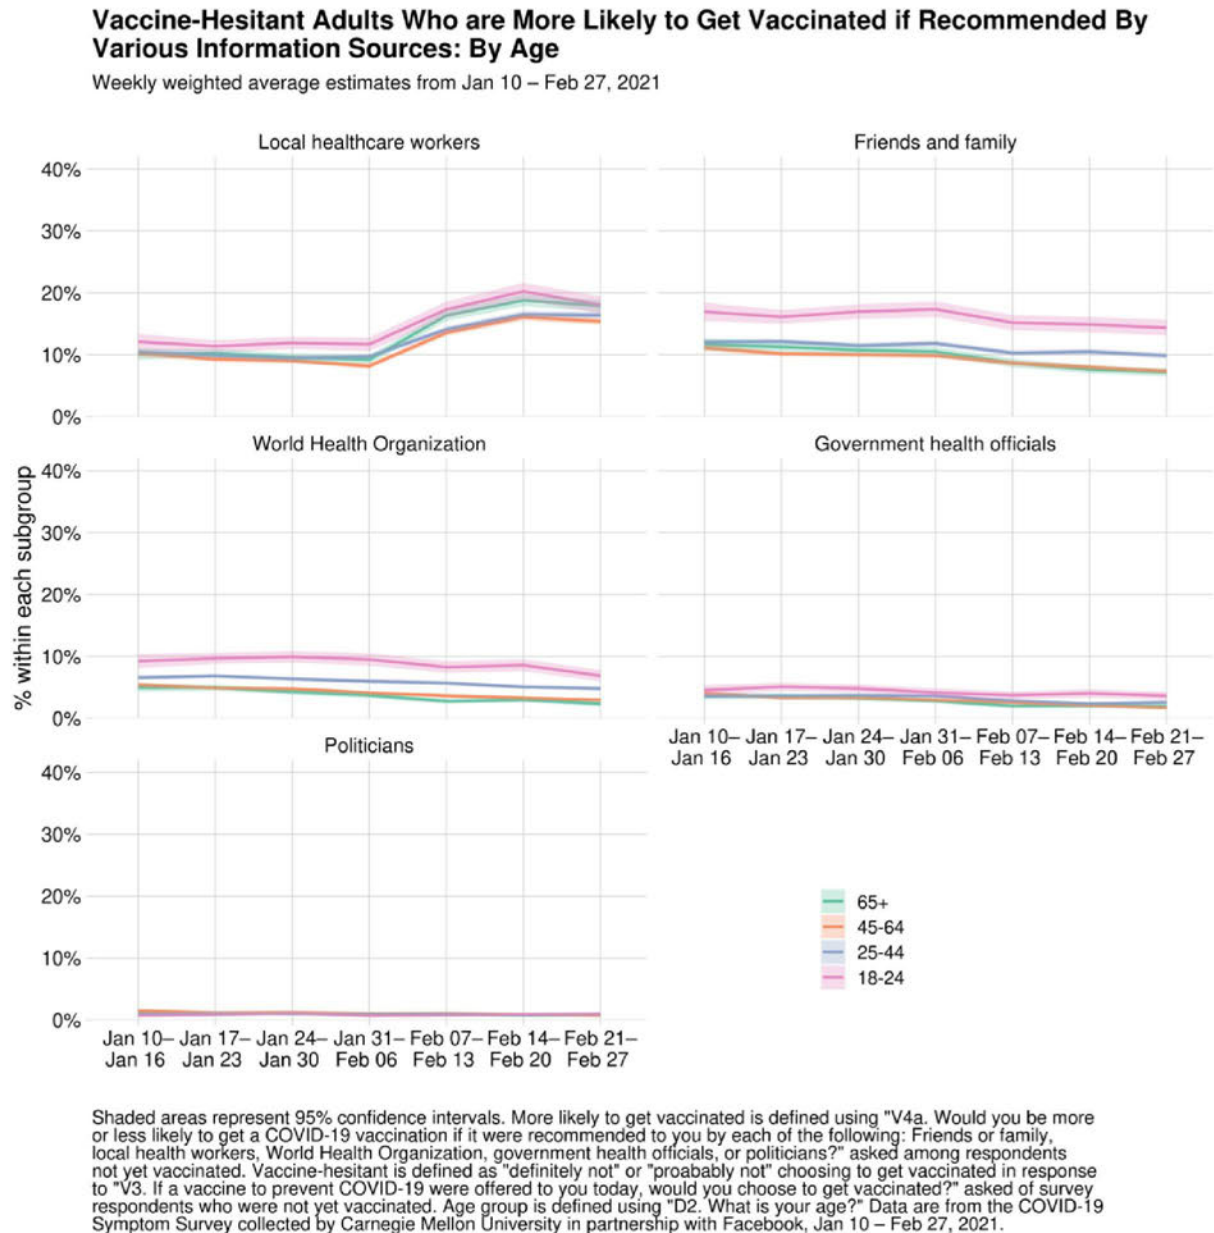 Vaccine-Hesitant Adults Who are More Likely to Get Vaccinated if Recommended By
Various Information Sources: By Age
Weekly weighted average estimates from Jan 10 – Feb 27, 2021
Local healthcare workers
Friends and family
40%
30%
20%
10%
0%
World Health Organization
Government health officials
% within each subgroup
40%
30%
20%
10%
0%
Jan 10– Jan 17– Jan 24– Jan 31– Feb 07– Feb 14– Feb 21–
Jan 16 Jan 23 Jan 30 Feb 06 Feb 13 Feb 20 Feb 27
Politicians
40%
30%
20%
10%
0%
Jan 10– Jan 17– Jan 24– Jan 31– Feb 07– Feb 14– Feb 21–
Jan 16 Jan 23 Jan 30 Feb 06 Feb 13 Feb 20 Feb 27
65+
45-64
25-44
18-24
Shaded areas represent 95% confidence intervals. More likely to get vaccinated is defined using "V4a. Would you be more
or less likely to get a COVID-19 vaccination if it were recommended to you by each of the following: Friends or family,
local health workers, World Health Organization, government health officials, or politicians?" asked among respondents
not yet vaccinated. Vaccine-hesitant is defined as "definitely not" or "proabably not" choosing to get vaccinated in response
to "V3. If a vaccine to prevent COVID-19 were offered to you today, would you choose to get vaccinated?" asked of survey
respondents who were not yet vaccinated. Age group is defined using "D2. What is your age?" Data are from the COVID-19
Symptom Survey collected by Carnegie Mellon University in partnership with Facebook, Jan 10 – Feb 27, 2021.